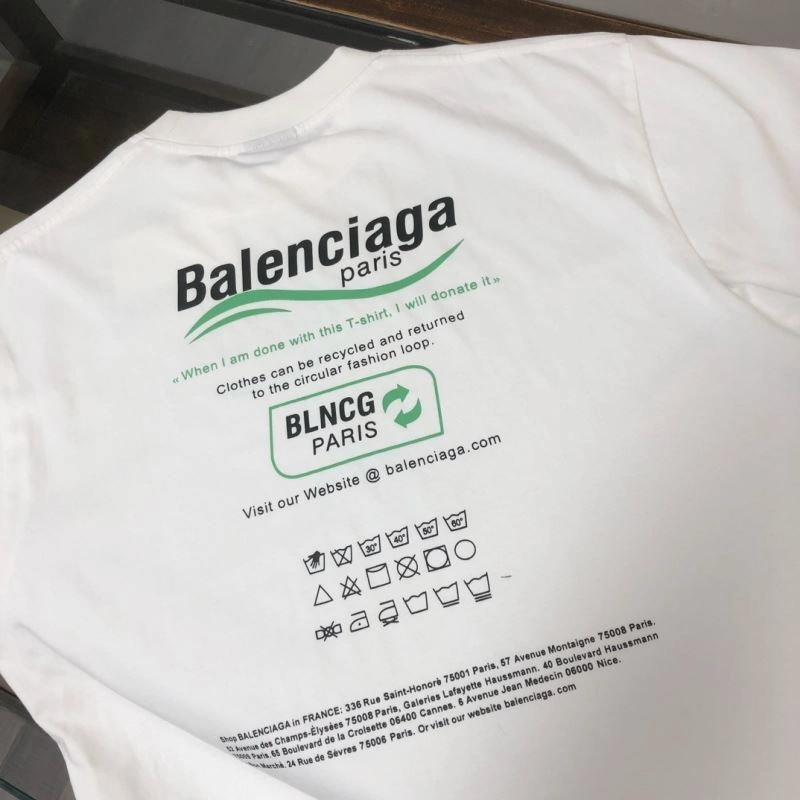 Balenciaga
paris
« When I am done with this T-shirt, I will donate it »
Clothes can be recycled and returned
to the circular fashion loop.
BLNCG
PARIS
Visit our Website @ balenciaga.com
30° 40° 50° 60°
Shop BALENCIAGA in FRANCE: 336 Rue Saint-Honoré 75001 Paris, 57 Avenue Montaigne 75008 Paris.
52 Avenue des Champs-Élysées 75008 Paris, Galeries Lafayette Haussmann. 40 Boulevard Haussmann
Paris. 65 Boulevard de la Croisette 06400 Cannes. 6 Avenue Jean Medecin 06000 Nice.
Marché. 24 Rue de Sèvres 75006 Paris. Or visit our website balenciaga.com